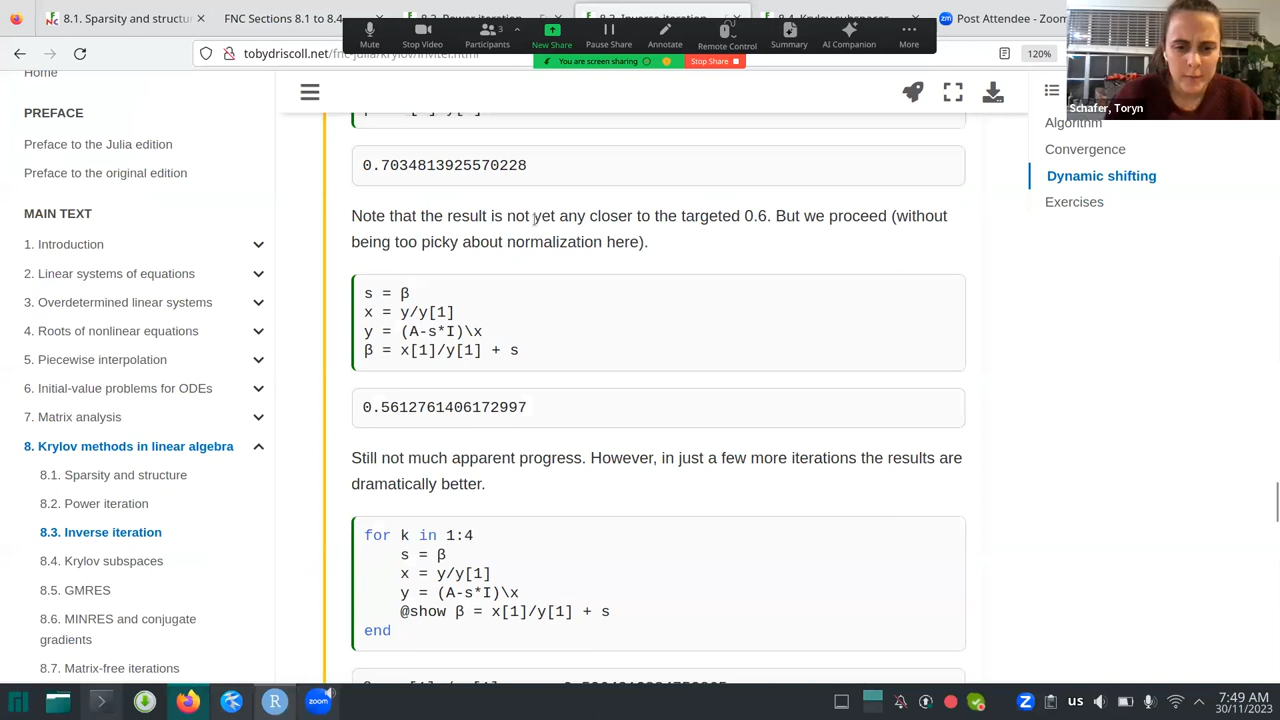 8.1. Sparsity and structur
FNC Sections 8.1 to 8.4
8.3. Inverse iteration
8.4. Krylov subspaces
Post Attendee - Zoom
Mute
Stop Video
Participants
3
New Share
Pause Share
Annotate
Remote Control
Summary
AI Companion
More
You are screen sharing
Stop Share
120%
Schafer, Toryn
Home
PREFACE
Preface to the Julia edition
Preface to the original edition
MAIN TEXT
1. Introduction
2. Linear systems of equations
3. Overdetermined linear systems
4. Roots of nonlinear equations
5. Piecewise interpolation
6. Initial-value problems for ODEs
7. Matrix analysis
8. Krylov methods in linear algebra
8.1. Sparsity and structure
8.2. Power iteration
8.3. Inverse iteration
8.4. Krylov subspaces
8.5. GMRES
8.6. MINRES and conjugate
gradients
8.7. Matrix-free iterations
0.7034813925570228
Note that the result is not yet any closer to the targeted 0.6. But we proceed (without
being too picky about normalization here).
s = β
x = y/y[1]
y = (A-s*I)\x
β = x[1]/y[1] + s
0.5612761406172997
Still not much apparent progress. However, in just a few more iterations the results are
dramatically better.
for k in 1:4
s = β
x = y/y[1]
y = (A-s*I)\x
@show β = x[1]/y[1] + s
end
Algorithm
Convergence
Dynamic shifting
Exercises
us
7:49 AM
30/11/2023